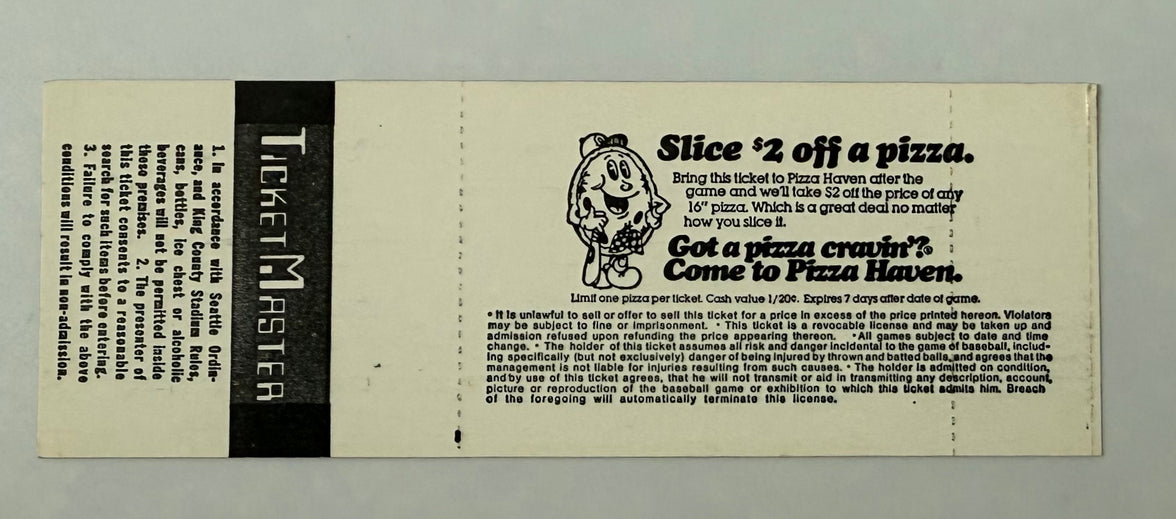 1. In accordance with Seattle Ordin-
ance, and King County Stadium Rules,
cans, bottles, ice chest or alcoholic
beverages will not be permitted inside
these premises. 2. The presenter of
this ticket consents to a reasonable
search for such items before entering.
3. Failure to comply with the above
conditions will result in non-admission.
TICKETMASTER
Slice $2 off a pizza.
Bring this ticket to Pizza Haven after the
game and we'll take $2 off the price of any
16" pizza. Which is a great deal no matter
how you slice it.
Got a pizza cravin'?®
Come to Pizza Haven.
Limit one pizza per ticket. Cash value 1/20¢. Expires 7 days after date of game.
• It is unlawful to sell or offer to sell this ticket for a price in excess of the price printed hereon. Violators
may be subject to fine or imprisonment. • This ticket is a revocable license and may be taken up and
admission refused upon refunding the price appearing thereon. • All games subject to date and time
change. • The holder of this ticket assumes all risk and danger incidental to the game of baseball, includ-
ing specifically (but not exclusively) danger of being injured by thrown and batted balls, and agrees that the
management is not liable for injuries resulting from such causes. • The holder is admitted on condition,
and by use of this ticket agrees, that he will not transmit or aid in transmitting any description, account,
picture or reproduction of the baseball game or exhibition to which this ticket admits him. Breach
of the foregoing will automatically terminate this license.